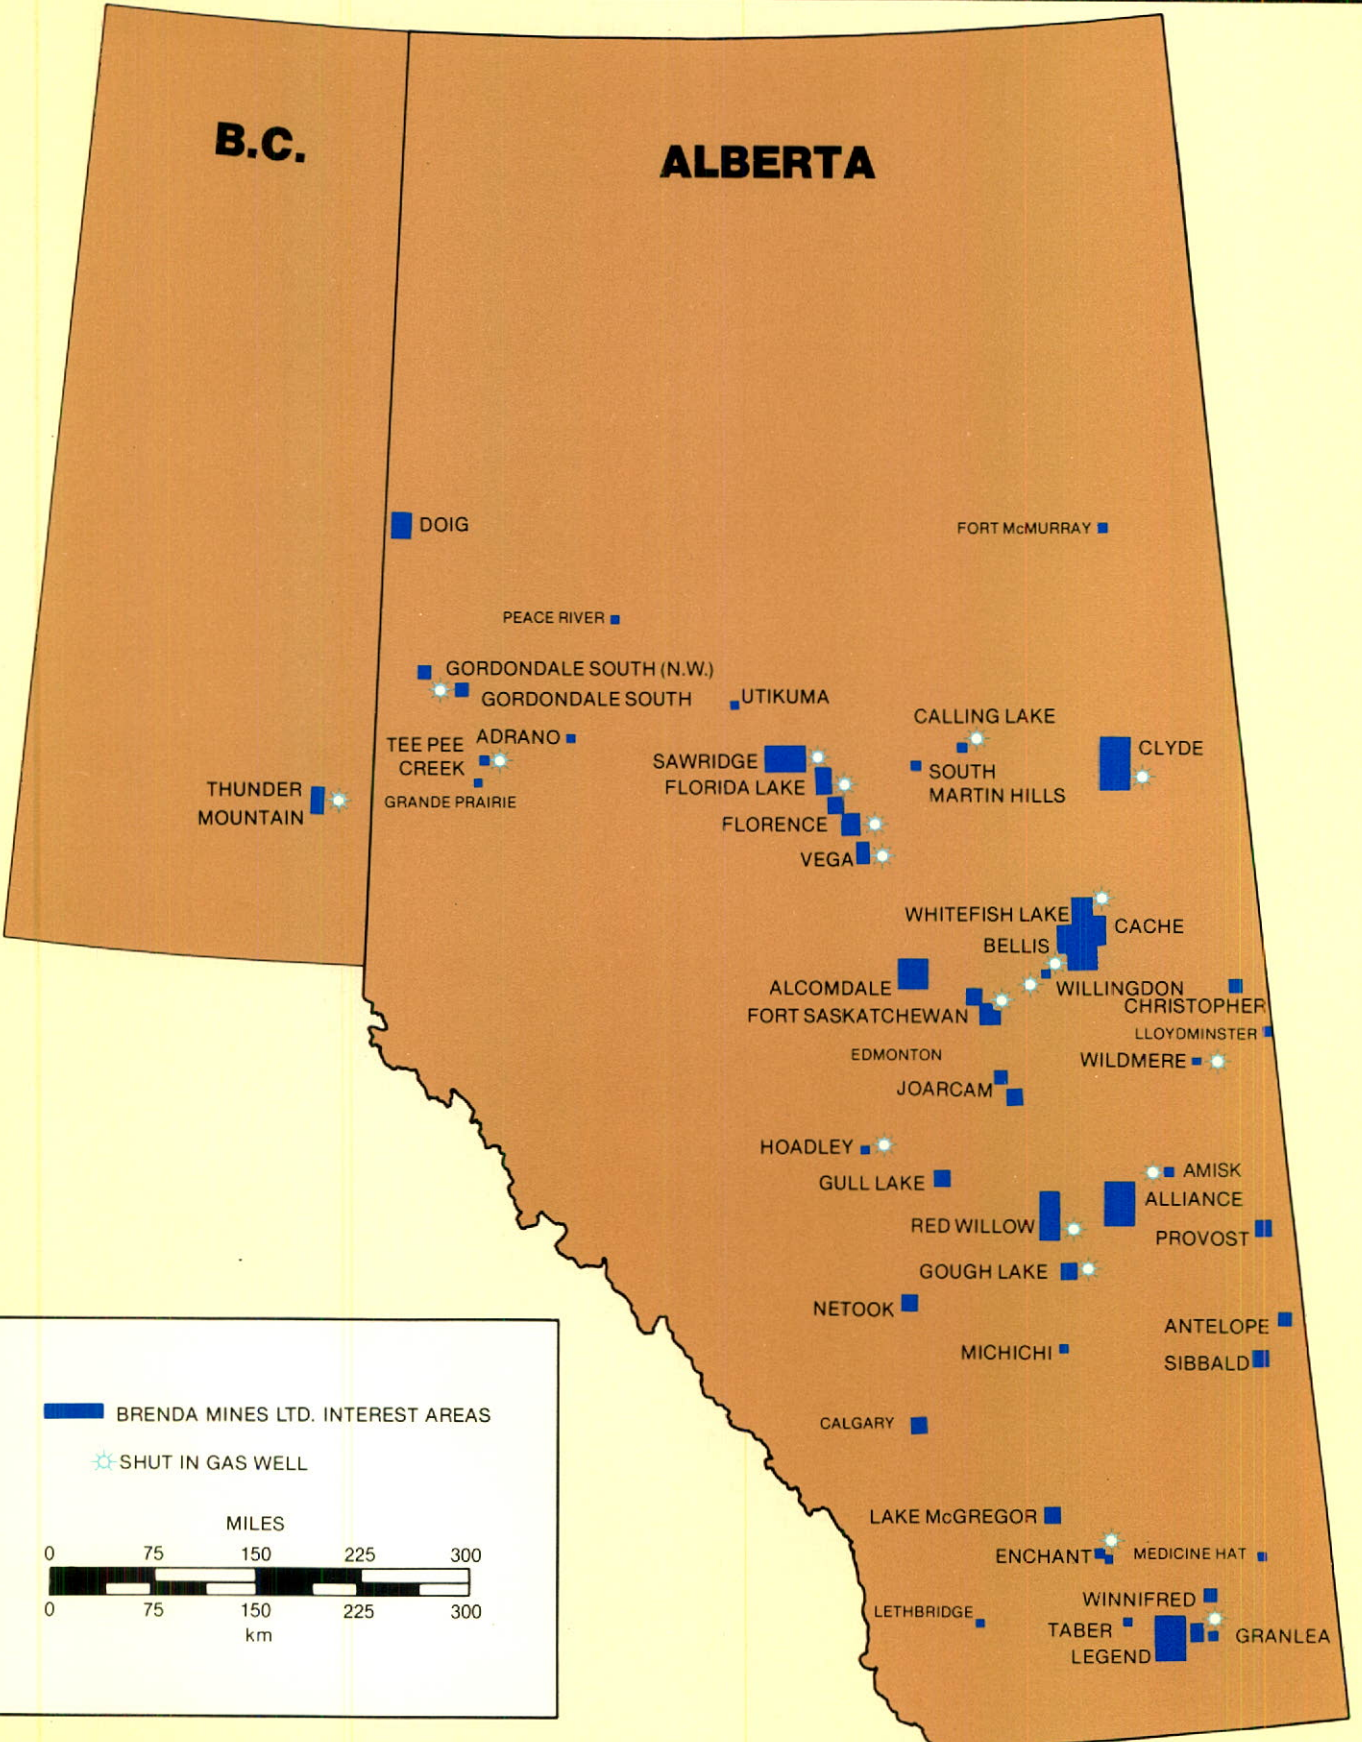 B.C.
ALBERTA
DOIG
FORT McMURRAY
PEACE RIVER
GORDONDALE SOUTH (N.W.)
GORDONDALE SOUTH
UTIKUMA
CALLING LAKE
ADRANO
TEE PEE
CREEK
GRANDE PRAIRIE
THUNDER
MOUNTAIN
SAWRIDGE
FLORIDA LAKE
FLORENCE
VEGA
SOUTH
MARTIN HILLS
CLYDE
WHITEFISH LAKE
CACHE
BELLIS
ALCOMDALE
WILLINGDON
CHRISTOPHER
FORT SASKATCHEWAN
LLOYDMINSTER
EDMONTON
WILDMERE
JOARCAM
HOADLEY
GULL LAKE
AMISK
ALLIANCE
RED WILLOW
PROVOST
GOUGH LAKE
NETOOK
ANTELOPE
MICHICHI
SIBBALD
CALGARY
LAKE McGREGOR
ENCHANT
MEDICINE HAT
WINNIFRED
LETHBRIDGE
TABER
GRANLEA
LEGEND
BRENDA MINES LTD. INTEREST AREAS
SHUT IN GAS WELL
MILES
0 75 150 225 300
0 75 150 225 300
km